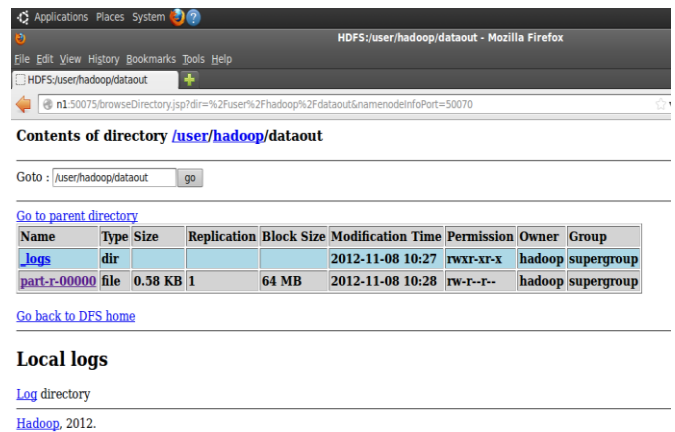 Applications Places System
HDFS:/user/hadoop/dataout - Mozilla Firefox
File Edit View History Bookmarks Tools Help
HDFS:/user/hadoop/dataout
n1:50075/browseDirectory.jsp?dir=%2Fuser%2Fhadoop%2Fdataout&namenodeInfoPort=50070
Contents of directory /user/hadoop/dataout
Goto : /user/hadoop/dataout go
Go to parent directory
Name Type Size Replication Block Size Modification Time Permission Owner Group
_logs dir 2012-11-08 10:27 rwxr-xr-x hadoop supergroup
part-r-00000 file 0.58 KB 1 64 MB 2012-11-08 10:28 rw-r--r-- hadoop supergroup
Go back to DFS home
Local logs
Log directory
Hadoop, 2012.